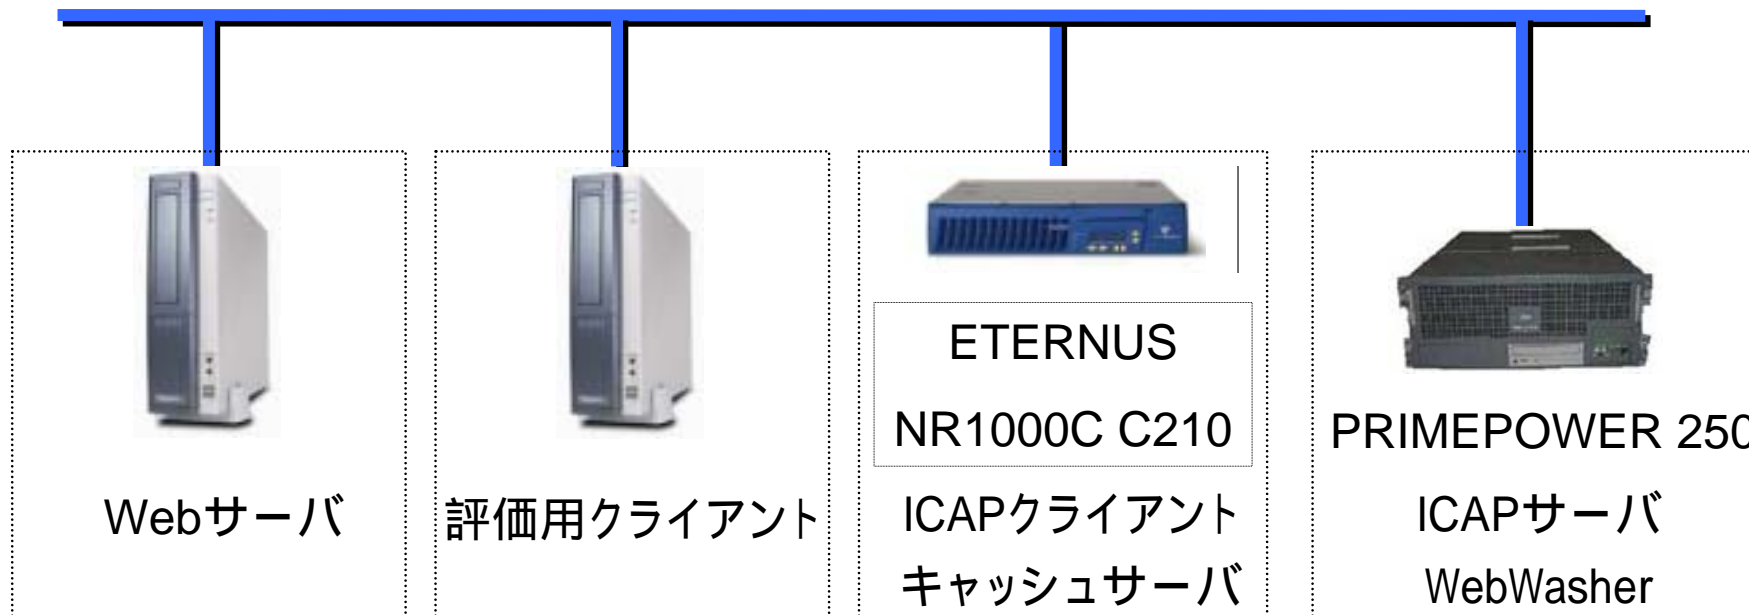 Webサーバ
評価用クライアント
ETERNUS
NR1000C C210
ICAPクライアント
キャッシュサーバ
PRIMEPOWER 250
ICAPサーバ
WebWasher